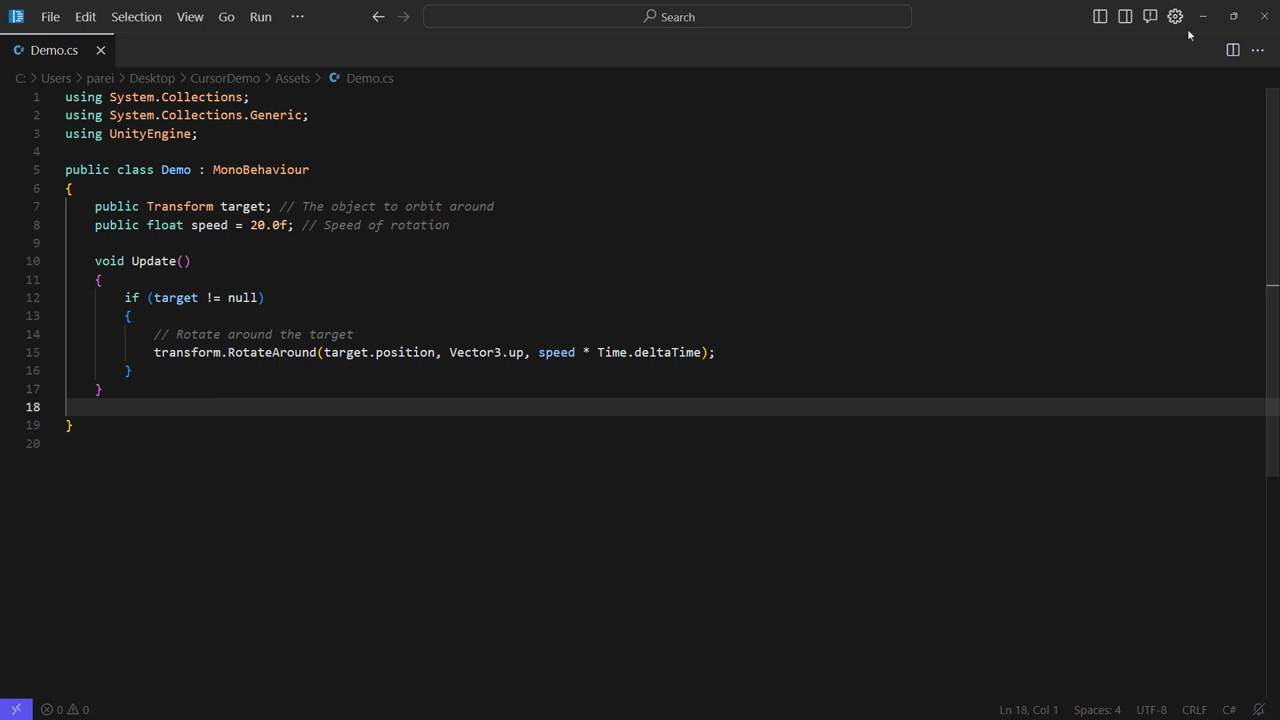 File Edit Selection View Go Run ··· Search
Demo.cs
C: > Users > parei > Desktop > CursorDemo > Assets > Demo.cs
1 using System.Collections;
2 using System.Collections.Generic;
3 using UnityEngine;
4
5 public class Demo : MonoBehaviour
6 {
7     public Transform target; // The object to orbit around
8     public float speed = 20.0f; // Speed of rotation
9
10     void Update()
11     {
12         if (target != null)
13         {
14             // Rotate around the target
15             transform.RotateAround(target.position, Vector3.up, speed * Time.deltaTime);
16         }
17     }
18
19 }
20
0 0 Ln 18, Col 1 Spaces: 4 UTF-8 CRLF C#